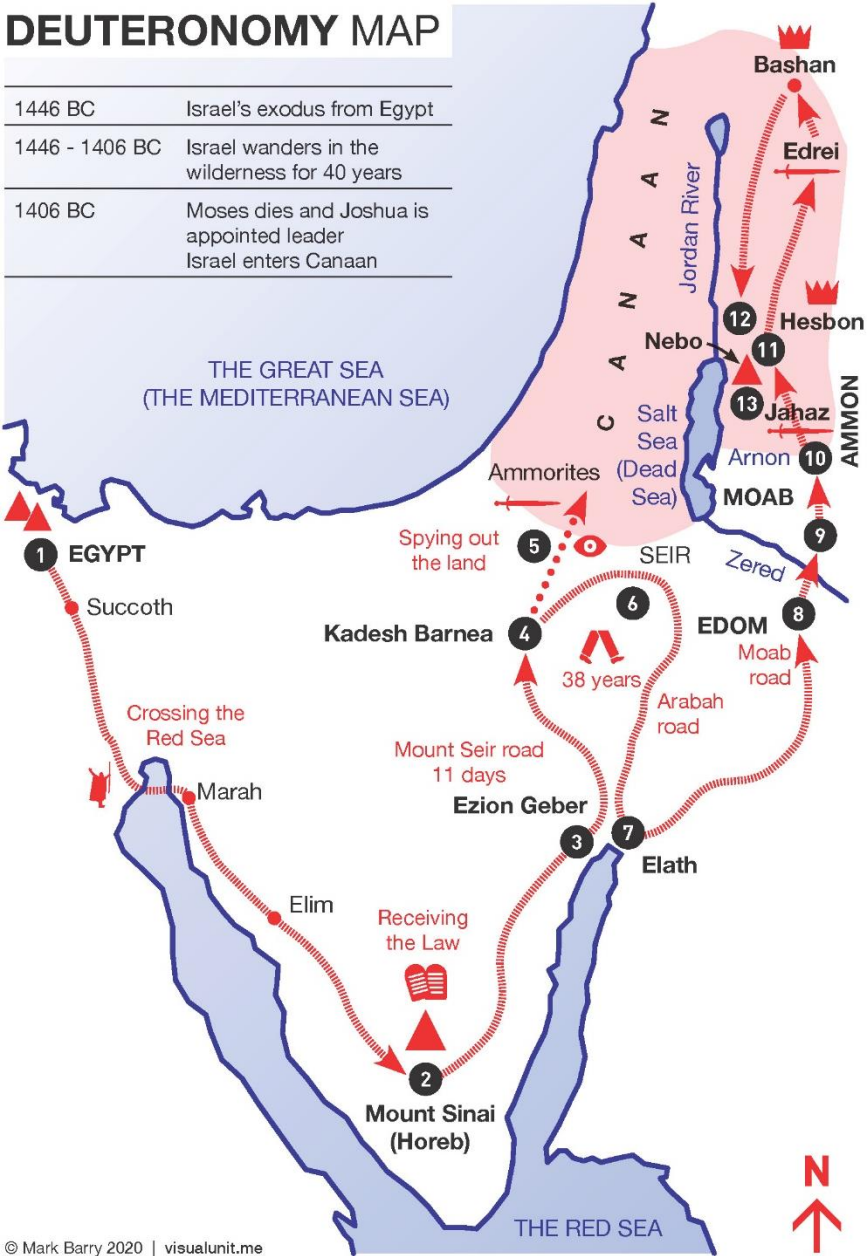 DEUTERONOMY MAP
1446 BC Israel's exodus from Egypt
1446 - 1406 BC Israel wanders in the
wilderness for 40 years
1406 BC Moses dies and Joshua is
appointed leader
Israel enters Canaan
Bashan
Edrei
CANAAN
Jordan River
12
Hesbon
Nebo
11
THE GREAT SEA
(THE MEDITERRANEAN SEA)
13
Jahaz
AMMON
Salt
Sea
(Dead
Sea)
Arnon
10
Ammorites
MOAB
9
1
EGYPT
5
Spying out
the land
SEIR
Zered
Succoth
6
8
Kadesh Barnea
4
EDOM
Moab
road
38 years
Arabah
road
Crossing the
Red Sea
Mount Seir road
11 days
Marah
Ezion Geber
3
7
Elath
Elim
Receiving
the Law
2
Mount Sinai
(Horeb)
N
THE RED SEA
© Mark Barry 2020 | visualunit.me